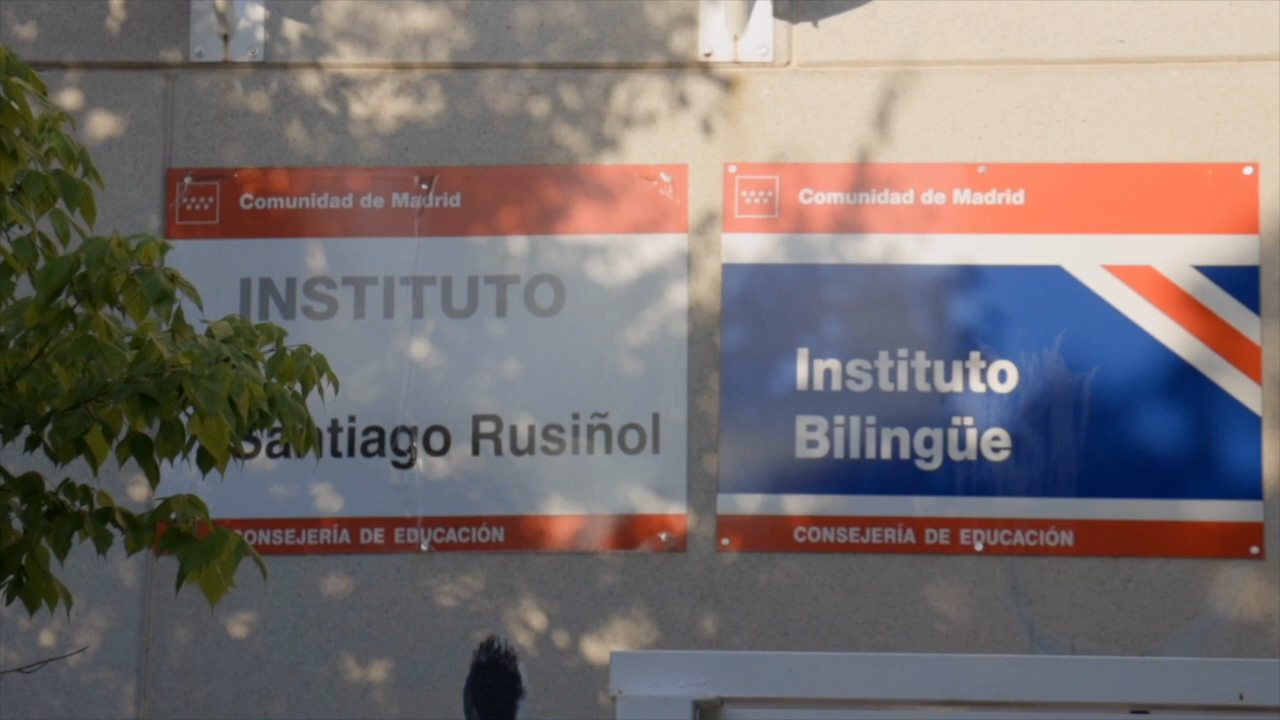 Comunidad de Madrid
INSTITUTO
Santiago Rusiñol
CONSEJERÍA DE EDUCACIÓN
Comunidad de Madrid
Instituto
Bilingüe
CONSEJERÍA DE EDUCACIÓN